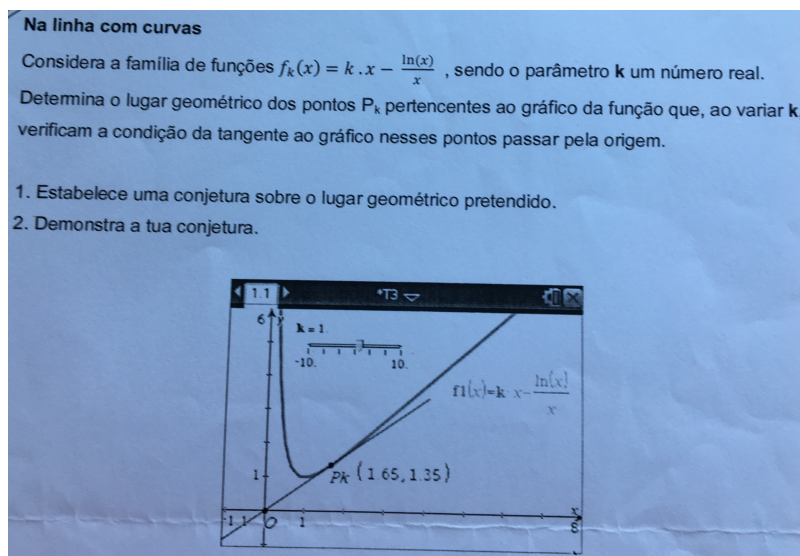 Na linha com curvas
Considera a família de funções f_k(x) = k . x − ln(x)/x , sendo o parâmetro k um número real.
Determina o lugar geométrico dos pontos P_k pertencentes ao gráfico da função que, ao variar k,
verificam a condição da tangente ao gráfico nesses pontos passar pela origem.
1. Estabelece uma conjetura sobre o lugar geométrico pretendido.
2. Demonstra a tua conjetura.
1.1 *T3
6 y
k = 1.
-10. 10.
f1(x)=k·x−ln(x)/x
1 Pk (1.65,1.35)
-1.1 O 1 x
8